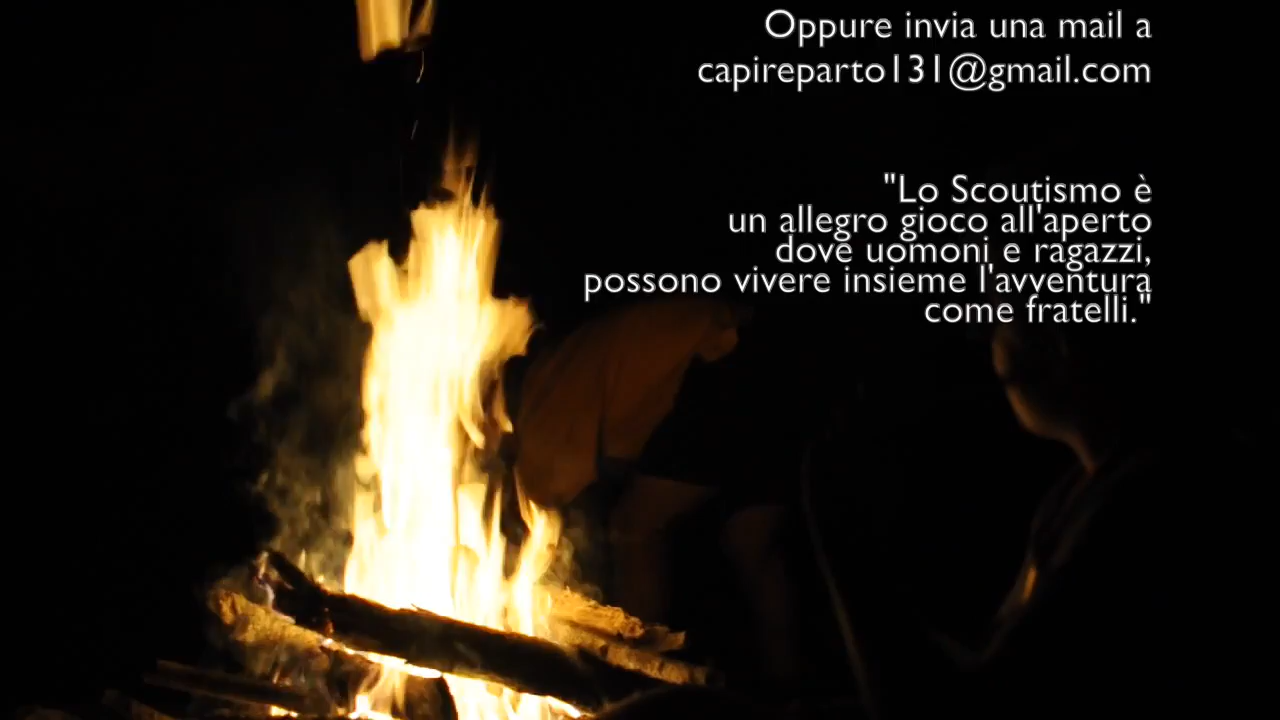 Oppure invia una mail a
capireparto131@gmail.com
"Lo Scoutismo è
un allegro gioco all'aperto
dove uomoni e ragazzi,
possono vivere insieme l'avventura
come fratelli."